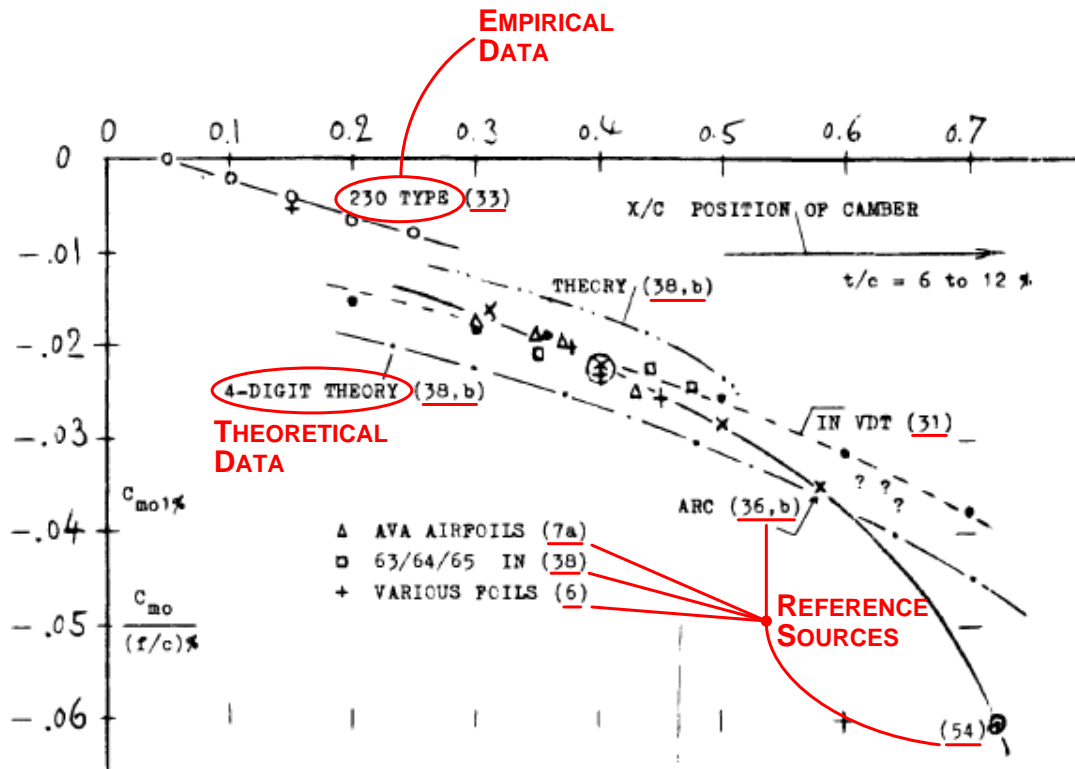 EMPIRICAL
DATA
0 0.1 0.2 0.3 0.4 0.5 0.6 0.7
0
230 TYPE (33)
X/C POSITION OF CAMBER
-.01
THEORY (38,b)
t/c = 6 to 12 %
-.02
4-DIGIT THEORY (38,b)
THEORETICAL
DATA
IN VDT (31)
-.03
? ?
?
Cmo1%
ARC (36,b)
-.04
Δ AVA AIRFOILS (7a)
□ 63/64/65 IN (38)
+ VARIOUS FOILS (6)
Cmo
(f/c)%
REFERENCE
SOURCES
-.05
-.06
(54)